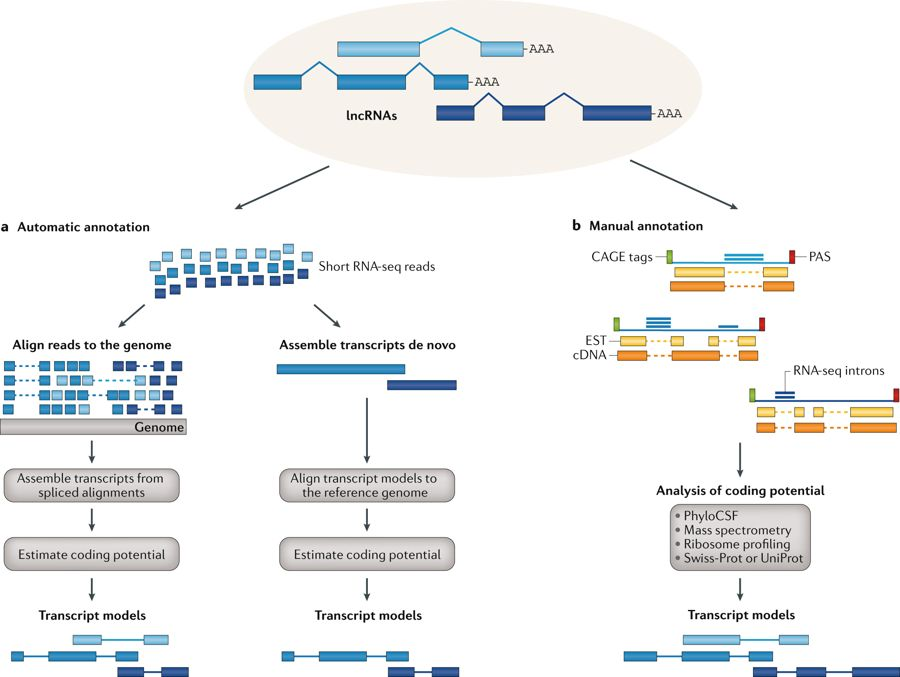 AAA
AAA
AAA
lncRNAs
a Automatic annotation
Short RNA-seq reads
Align reads to the genome
Genome
Assemble transcripts from
spliced alignments
Estimate coding potential
Transcript models
Assemble transcripts de novo
Align transcript models to
the reference genome
Estimate coding potential
Transcript models
b Manual annotation
CAGE tags
PAS
EST
cDNA
RNA-seq introns
Analysis of coding potential
• PhyloCSF
• Mass spectrometry
• Ribosome profiling
• Swiss-Prot or UniProt
Transcript models